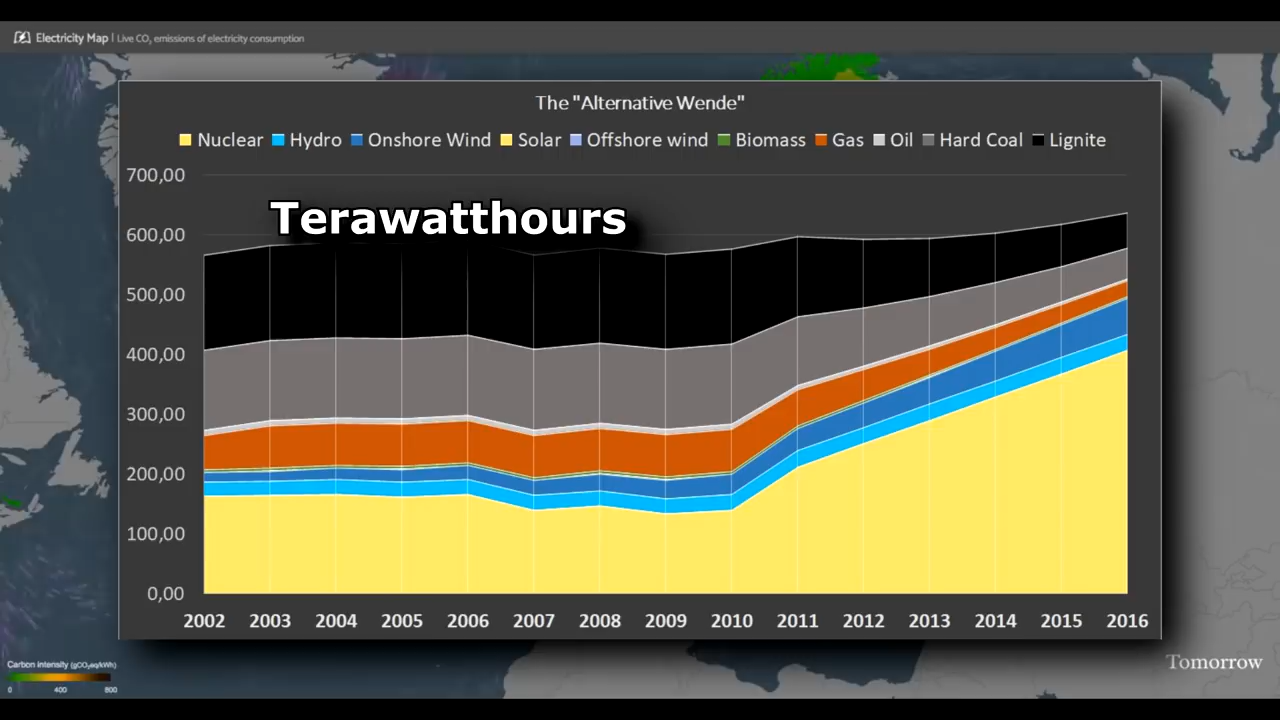 Electricity Map | Live CO₂ emissions of electricity consumption
The "Alternative Wende"
Nuclear Hydro Onshore Wind Solar Offshore wind Biomass Gas Oil Hard Coal Lignite
700,00
Terawatthours
600,00
500,00
400,00
300,00
200,00
100,00
0,00
2002 2003 2004 2005 2006 2007 2008 2009 2010 2011 2012 2013 2014 2015 2016
Carbon Intensity (gCO₂eq/kWh)
0 400 800
Tomorrow